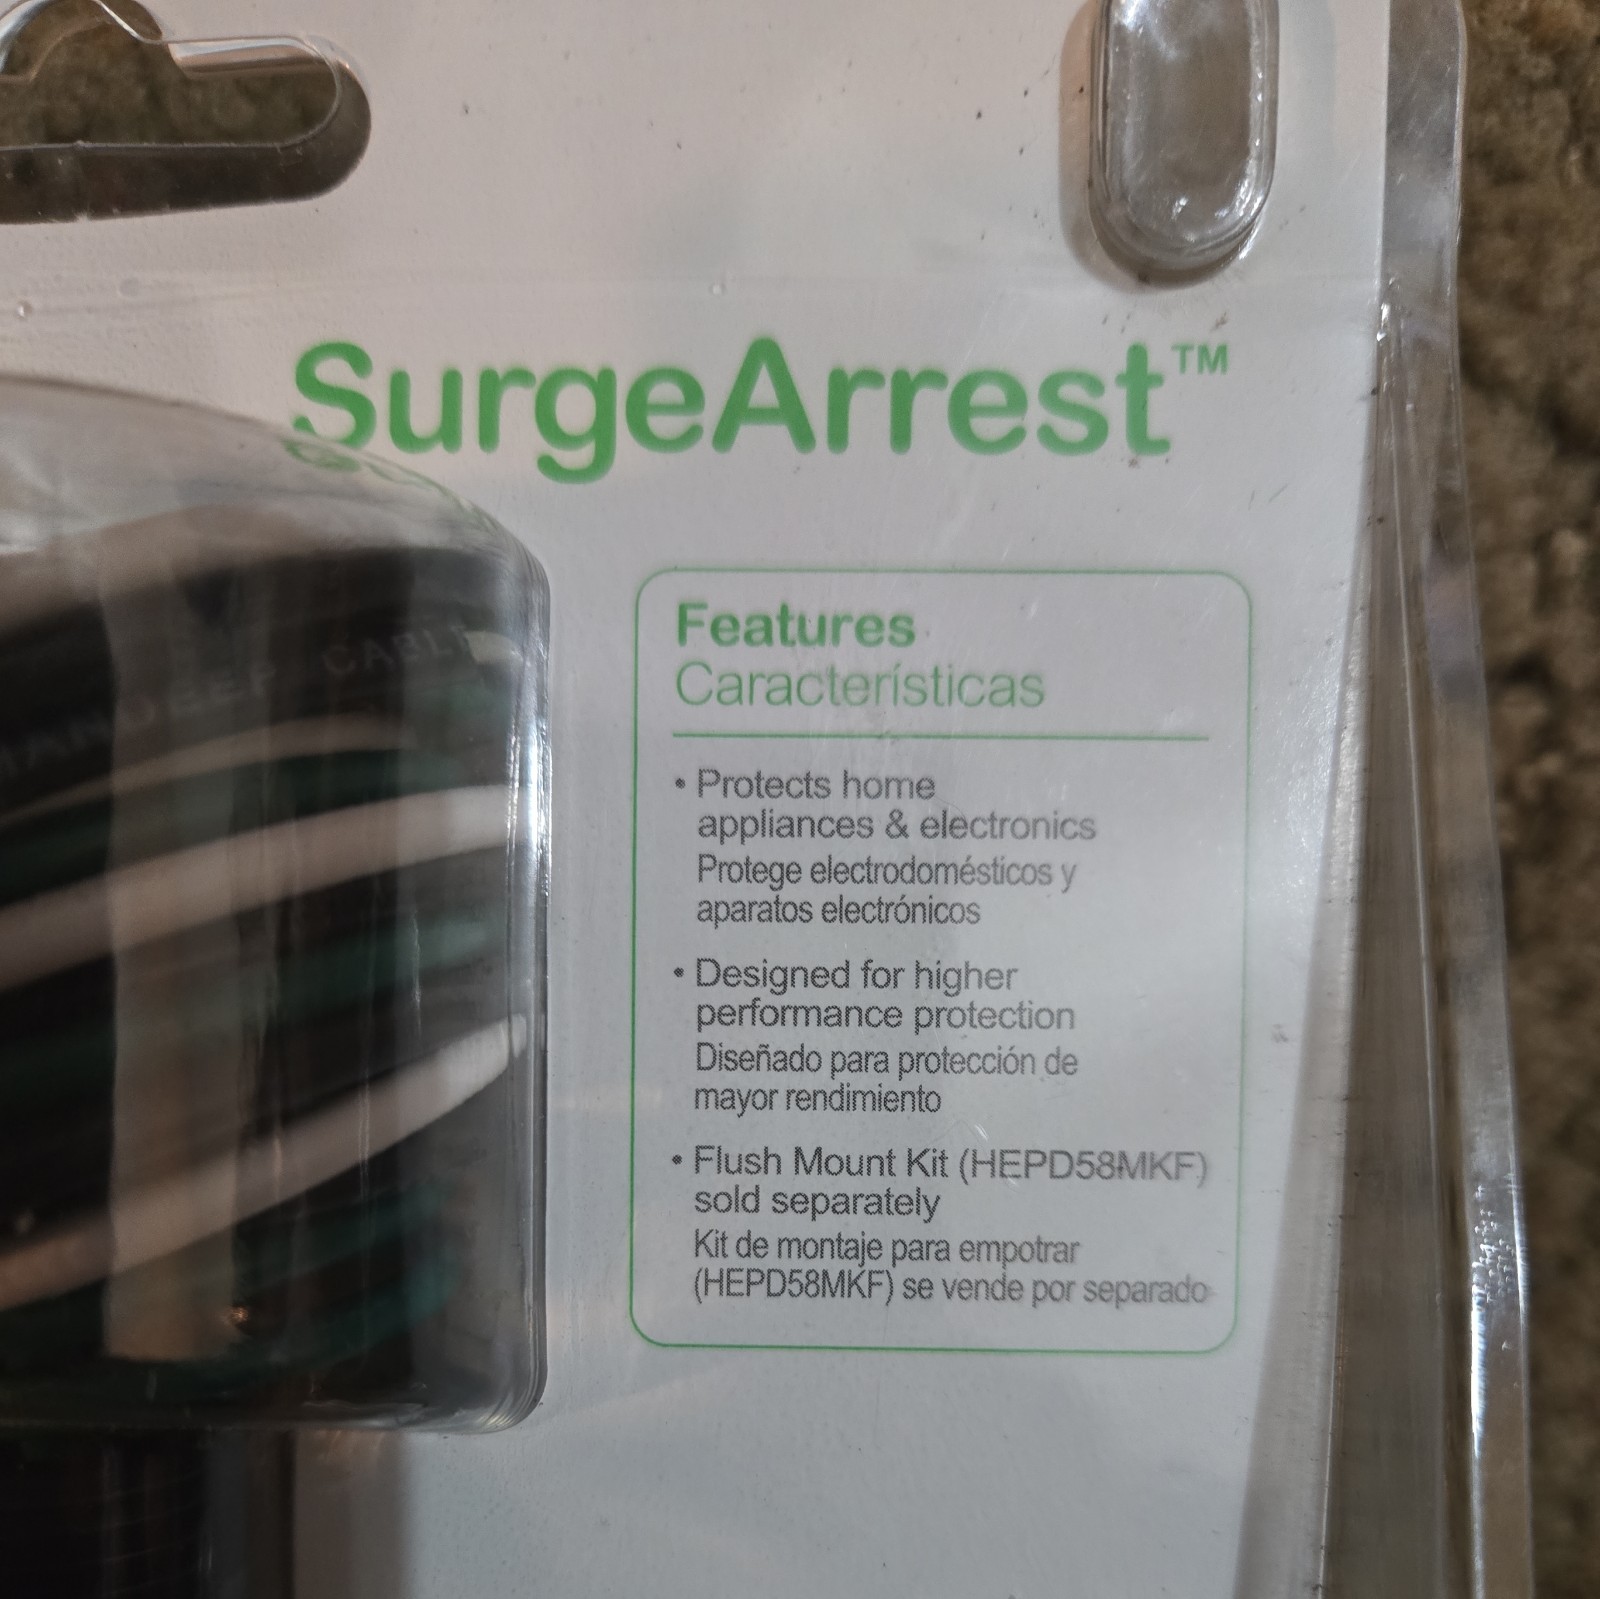 SurgeArrest™
CABLE
Features
Características
• Protects home
appliances & electronics
Protege electrodomésticos y
aparatos electrónicos
• Designed for higher
performance protection
Diseñado para protección de
mayor rendimiento
• Flush Mount Kit (HEPD58MKF)
sold separately
Kit de montaje para empotrar
(HEPD58MKF) se vende por separado